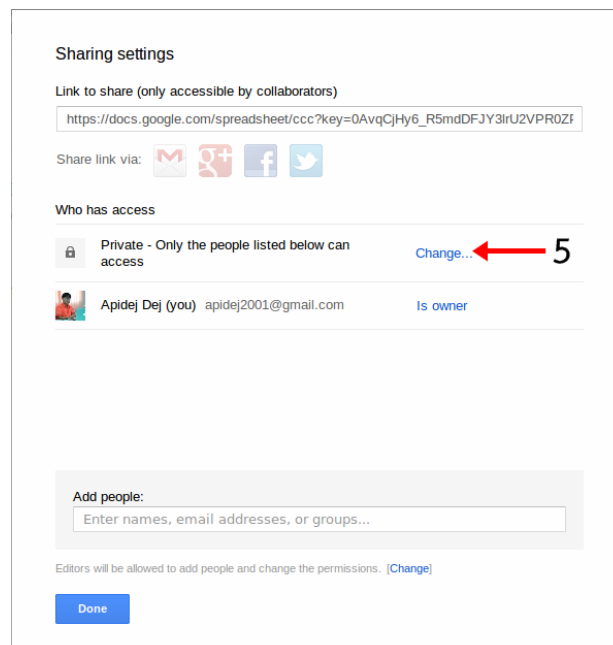 Sharing settings
Link to share (only accessible by collaborators)
https://docs.google.com/spreadsheet/ccc?key=0AvqCjHy6_R5mdDFJY3lrU2VPR0ZF
Share link via:
Who has access
Private - Only the people listed below can
access
Change...
5
Apidej Dej (you) apidej2001@gmail.com
Is owner
Add people:
Enter names, email addresses, or groups...
Editors will be allowed to add people and change the permissions. [Change]
Done